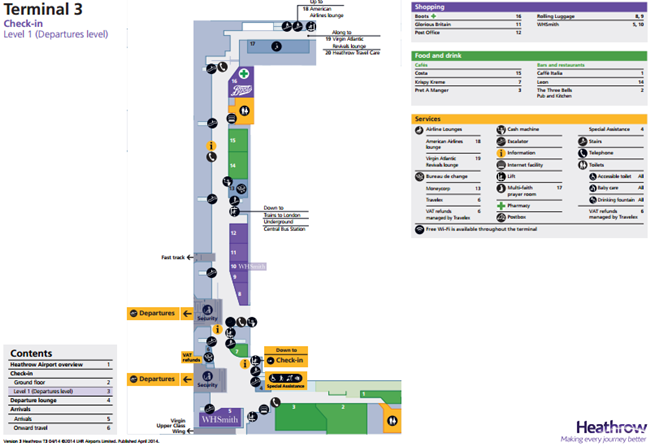 Terminal 3
Check-in
Level 1 (Departures level)
Up to
18 American
Airlines lounge
Along to
19 Virgin Atlantic
Revivals lounge
20 Heathrow Travel Care
17
16
Boots
15
14
13
Down to
Trains to London
Underground
Central Bus Station
12
11
10 WHSmith
9
8
Fast track
Departures
Security
VAT
refunds
6
7
Down to
Check-in
Departures
Security
4
Special Assistance
5
WHSmith
Virgin
Upper Class
Wing
3
2
1
Contents
Heathrow Airport overview 1
Check-in
Ground floor 2
Level 1 (Departures level) 3
Departure lounge 4
Arrivals
Arrivals 5
Onward travel 6
Version 3 Heathrow T3 04/14 ©2014 LHR Airports Limited. Published April 2014.
Shopping
Boots 16 Rolling Luggage 8, 9
Glorious Britain 11 WHSmith 5, 10
Post Office 12
Food and drink
Cafés Bars and restaurants
Costa 15 Caffè Italia 1
Krispy Kreme 7 Leon 14
Pret A Manger 3 The Three Bells 2
Pub and Kitchen
Services
Airline Lounges Cash machine Special Assistance 4
American Airlines 18 Escalator Stairs
lounge
Information Telephone
Virgin Atlantic 19 Internet facility Toilets
Revivals lounge
Bureau de change Lift Accessible toilet All
Moneycorp 13 Multi-faith 17 Baby care All
prayer room
Travelex 6 Pharmacy Drinking fountain All
VAT refunds 6 Postbox VAT refunds 6
managed by Travelex managed by Travelex
Free Wi-Fi is available throughout the terminal
Heathrow
Making every journey better